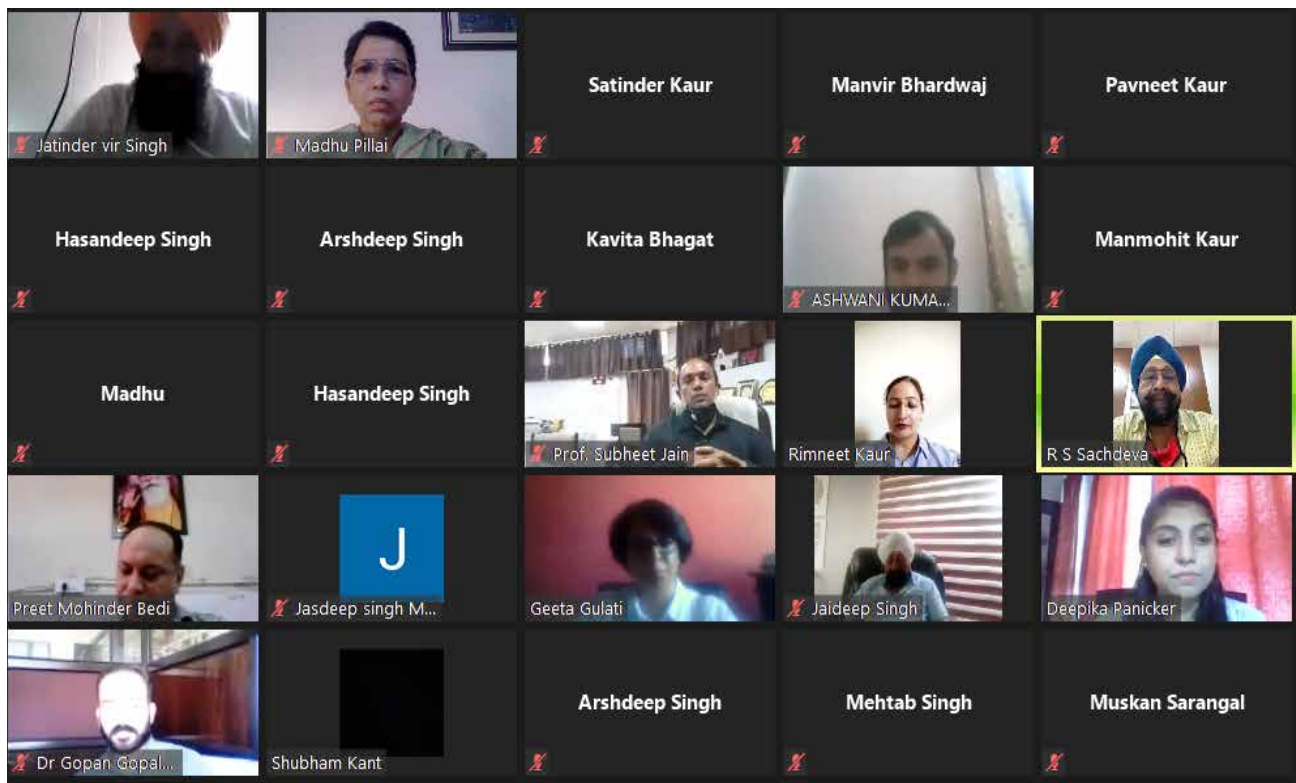 Jatinder vir Singh
Madhu Pillai
Satinder Kaur
Manvir Bhardwaj
Pavneet Kaur
Hasandeep Singh
Arshdeep Singh
Kavita Bhagat
ASHWANI KUMA...
Manmohit Kaur
Madhu
Hasandeep Singh
Prof. Subheet Jain
Rimneet Kaur
R S Sachdeva
Preet Mohinder Bedi
J
Jasdeep singh M...
Geeta Gulati
Jaideep Singh
Deepika Panicker
Dr Gopan Gopal...
Shubham Kant
Arshdeep Singh
Mehtab Singh
Muskan Sarangal